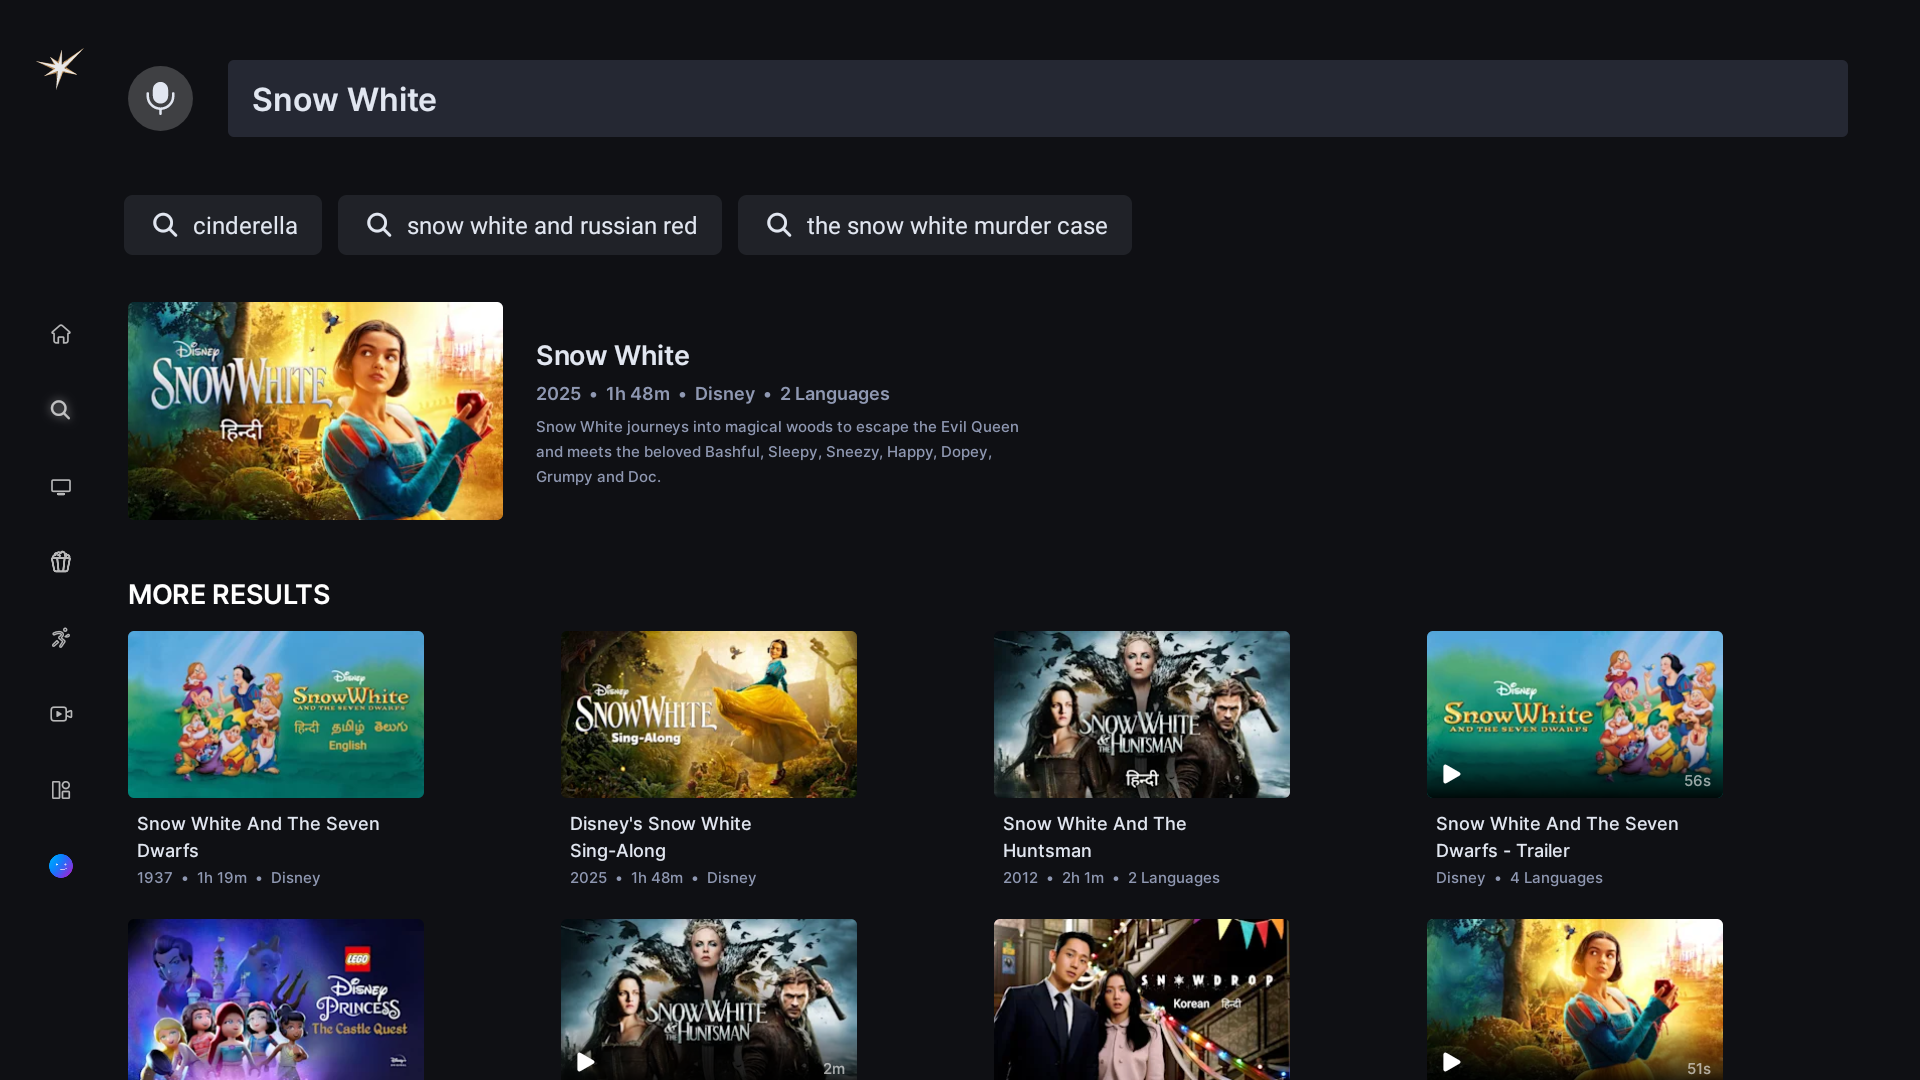 Snow White
cinderella
snow white and russian red
the snow white murder case
Disney
SNOW WHITE
हिन्दी
Snow White
2025 • 1h 48m • Disney • 2 Languages
Snow White journeys into magical woods to escape the Evil Queen
and meets the beloved Bashful, Sleepy, Sneezy, Happy, Dopey,
Grumpy and Doc.
MORE RESULTS
Disney
Snow White
AND THE SEVEN DWARFS
हिन्दी தமிழ் తెలుగు
English
Snow White And The Seven
Dwarfs
1937 • 1h 19m • Disney
Disney
SNOW WHITE
Sing-Along
Disney's Snow White
Sing-Along
2025 • 1h 48m • Disney
SNOW WHITE
& THE HUNTSMAN
हिन्दी
Snow White And The
Huntsman
2012 • 2h 1m • 2 Languages
Disney
Snow White
AND THE SEVEN DWARFS
56s
Snow White And The Seven
Dwarfs - Trailer
Disney • 4 Languages
LEGO
Disney
PRINCESS
The Castle Quest
SNOW WHITE
& THE HUNTSMAN
2m
SNOWDROP
Korean हिन्दी
51s